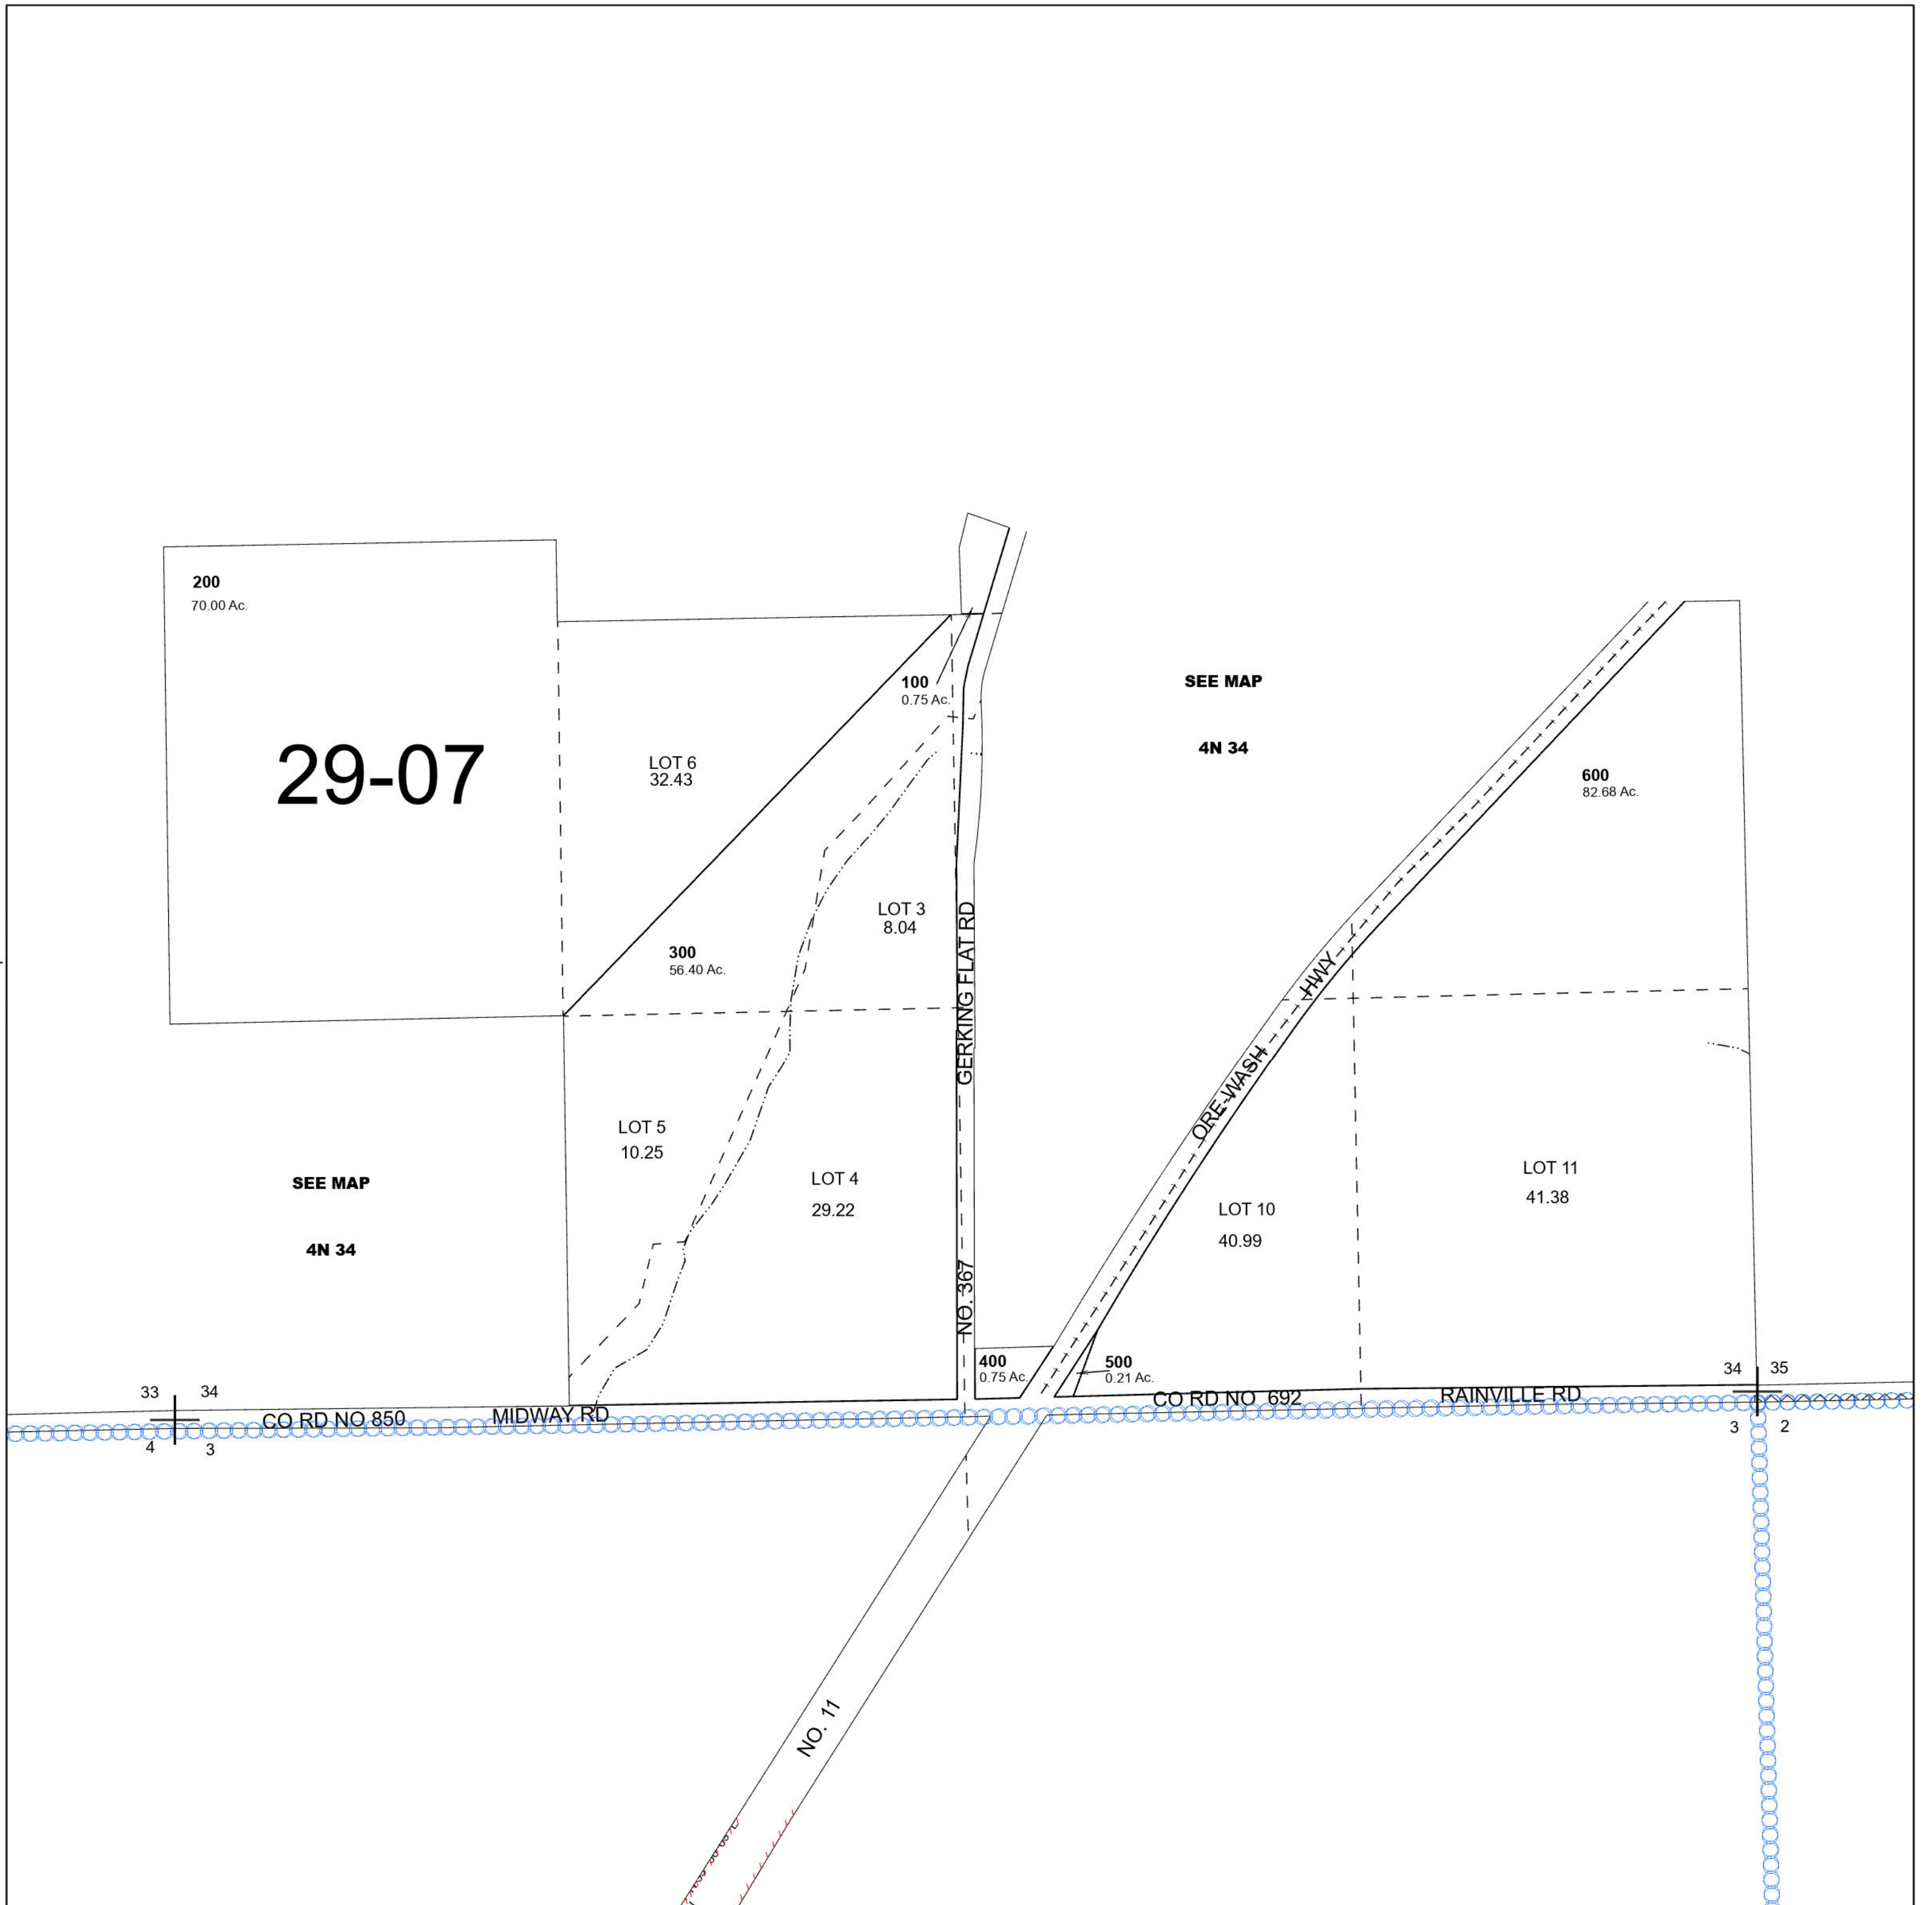 200
70.00 Ac.
29-07
LOT 6
32.43
100
0.75 Ac.
SEE MAP
4N 34
600
82.68 Ac.
LOT 3
8.04
300
56.40 Ac.
GERKING FLAT RD
NO. 367
ORE-WASH HWY
LOT 5
10.25
LOT 4
29.22
SEE MAP
4N 34
LOT 10
40.99
LOT 11
41.38
400
0.75 Ac.
500
0.21 Ac.
33 34
34 35
CO RD NO 850 MIDWAY RD
CO RD NO 692 RAINVILLE RD
4 3
3 2
NO. 11